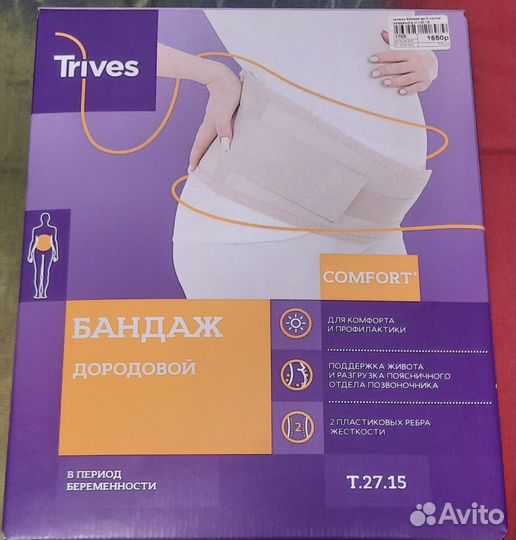 Trives
1650р
COMFORT
БАНДАЖ
ДОРОДОВОЙ
ДЛЯ КОМФОРТА
И ПРОФИЛАКТИКИ
ПОДДЕРЖКА ЖИВОТА
И РАЗГРУЗКА ПОЯСНИЧНОГО
ОТДЕЛА ПОЗВОНОЧНИКА
2
2 ПЛАСТИКОВЫХ РЕБРА
ЖЕСТКОСТИ
В ПЕРИОД
БЕРЕМЕННОСТИ
Т.27.15
Avito